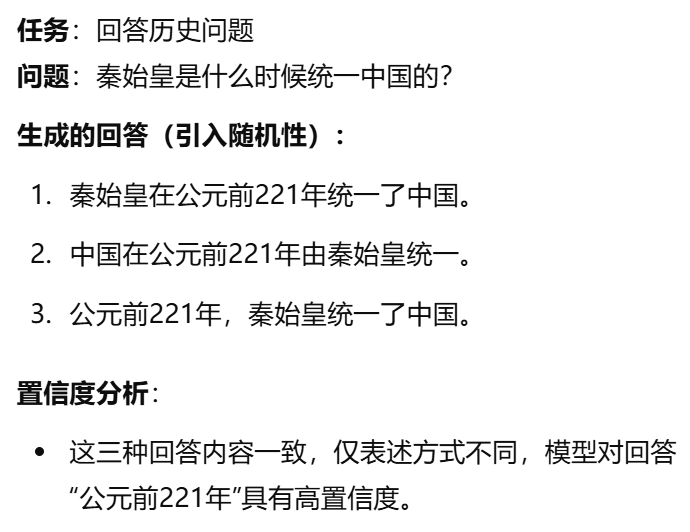 任务：回答历史问题
问题：秦始皇是什么时候统一中国的？
生成的回答（引入随机性）：
1. 秦始皇在公元前221年统一了中国。
2. 中国在公元前221年由秦始皇统一。
3. 公元前221年，秦始皇统一了中国。
置信度分析：
• 这三种回答内容一致，仅表述方式不同，模型对回答
“公元前221年”具有高置信度。